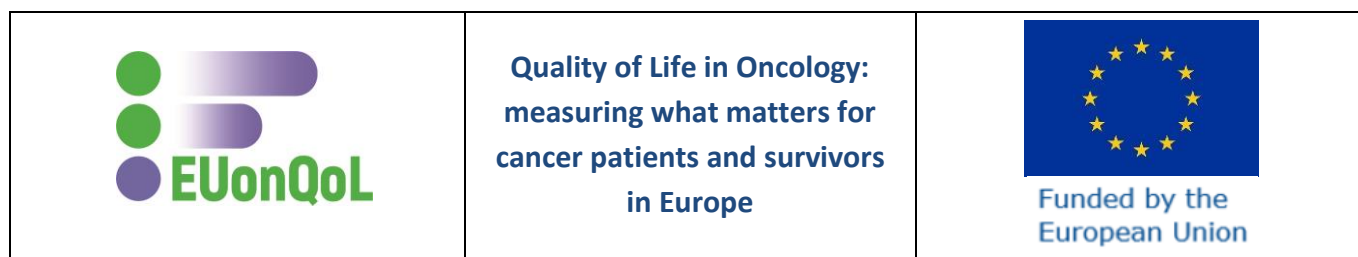 EUonQoL
Quality of Life in Oncology:
measuring what matters for
cancer patients and survivors
in Europe
Funded by the
European Union